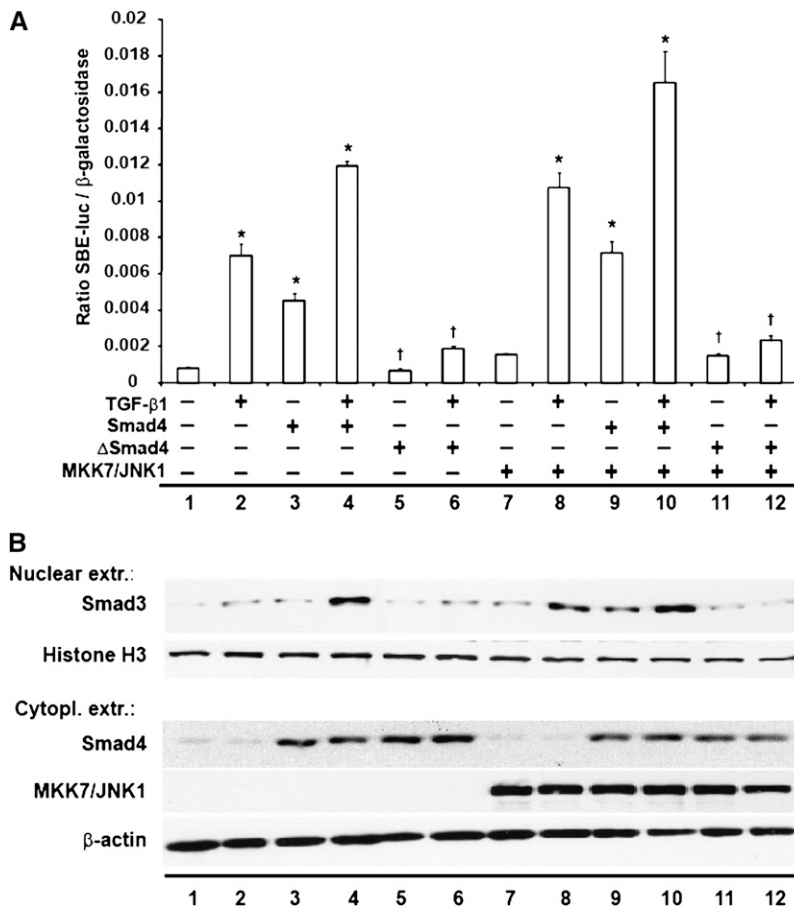 A
Ratio SBE-luc / β-galactosidase
0.02
0.018
0.016
0.014
0.012
0.01
0.008
0.006
0.004
0.002
0
* * * † † * * * † †
TGF-β1 – + – + – + – + – + – +
Smad4 – – + + – – – – + + – –
ΔSmad4 – – – – + + – – – – + +
MKK7/JNK1 – – – – – – + + + + + +
1 2 3 4 5 6 7 8 9 10 11 12
B
Nuclear extr.:
Smad3
Histone H3
Cytopl. extr.:
Smad4
MKK7/JNK1
β-actin
1 2 3 4 5 6 7 8 9 10 11 12